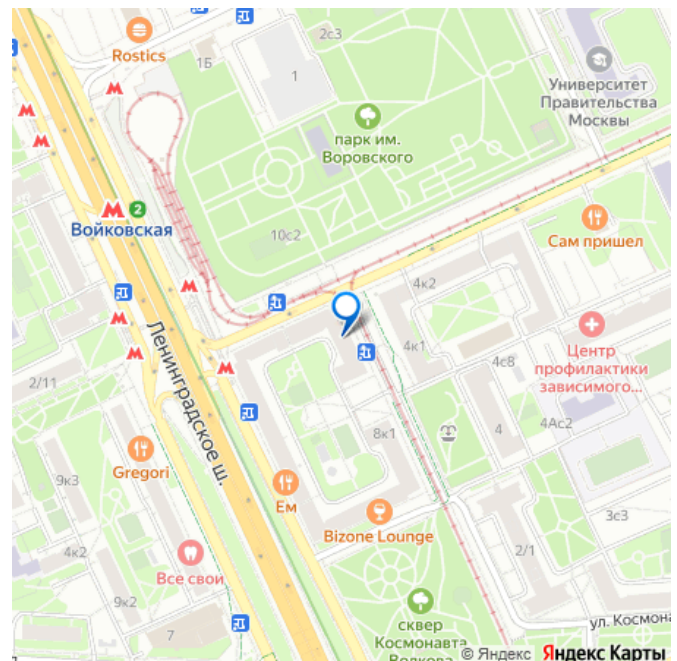 Rostics
1Б
2с3
1
Университет
Правительства
Москвы
парк им.
Воровского
М 2
Войковская
10с2
Сам пришел
4к2
4к1
4с8
Центр
профилактики
зависимого...
2/11
Ленинградское ш.
4
4Ас2
8к1
Gregori
9к3
Ем
Bizone Lounge
3с3
4к2
Все свои
2/1
9к2
7
сквер
Космонавта
Волкова
ул. Космона
© Яндекс Яндекс Карты